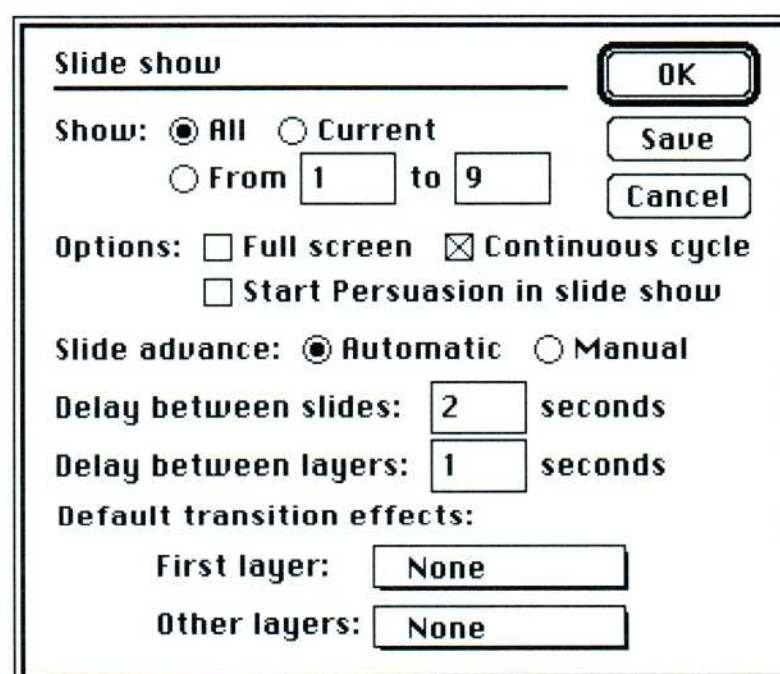 Slide show
OK
Show: All Current
Save
From 1 to 9
Cancel
Options: Full screen Continuous cycle
Start Persuasion in slide show
Slide advance: Automatic Manual
Delay between slides: 2 seconds
Delay between layers: 1 seconds
Default transition effects:
First layer: None
Other layers: None